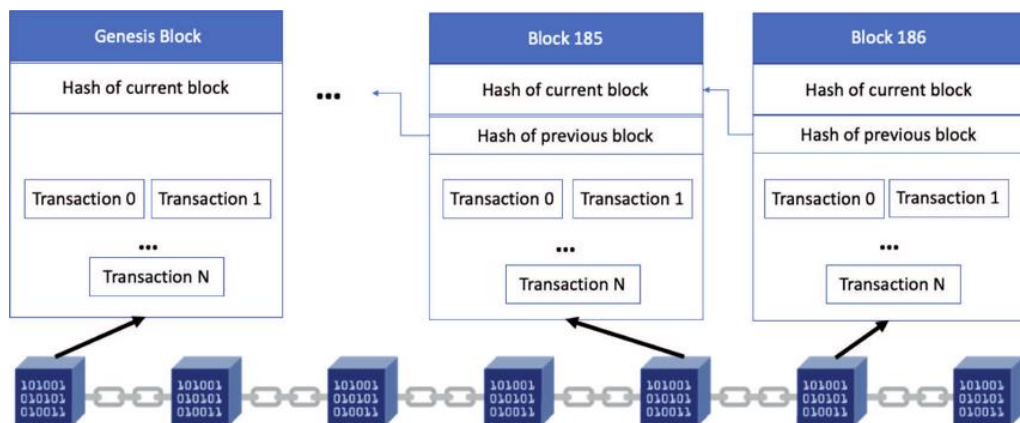 Genesis Block
Hash of current block
Transaction 0
Transaction 1
...
Transaction N
...
Block 185
Hash of current block
Hash of previous block
Transaction 0
Transaction 1
...
Transaction N
Block 186
Hash of current block
Hash of previous block
Transaction 0
Transaction 1
...
Transaction N
101001
010101
010011
101001
010101
010011
101001
010101
010011
101001
010101
010011
101001
010101
010011
101001
010101
010011
101001
010101
010011